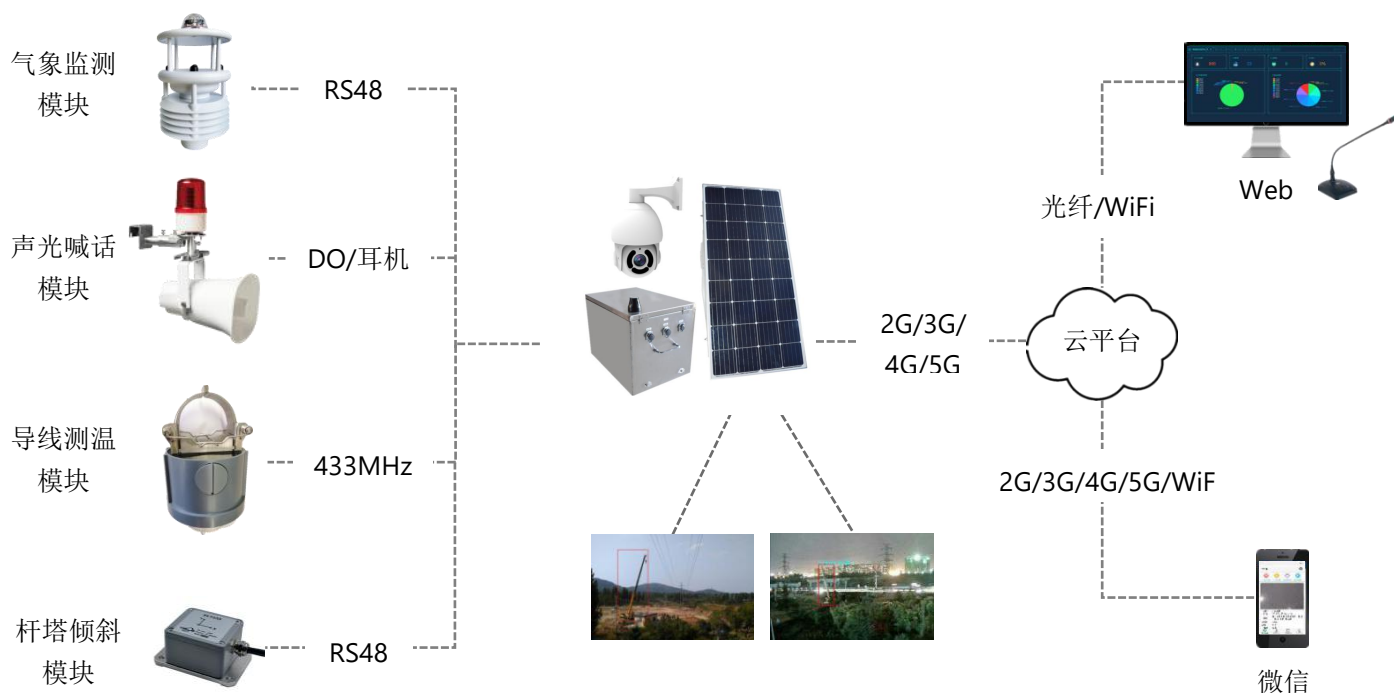 气象监测
模块
RS48
声光喊话
模块
DO/耳机
导线测温
模块
433MHz
杆塔倾斜
模块
RS48
2G/3G/
4G/5G
云平台
光纤/WiFi
Web
2G/3G/4G/5G/WiF
微信